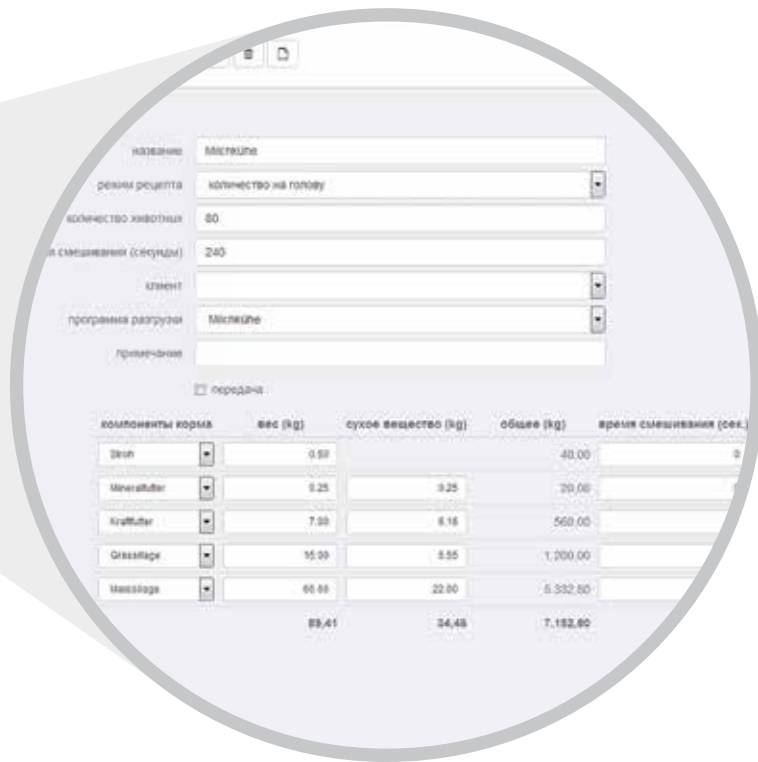 название Milchkühe
режим рецепта количество на голову
количество животных 80
я смешивания (секунды) 240
клиент
программа разгрузки Milchkühe
примечание
передача
компоненты корма вес (kg) сухое вещество (kg) общее (kg) время смешивания (сек.)
Stroh 0.50 40,00 0
Mineralfutter 0.25 0.25 20,00
Kraftfutter 7.00 6.16 560,00
Grassilage 15.00 5.55 1.200,00
Maissilage 66.66 22.00 5.332,80
89,41 34,46 7.152,80